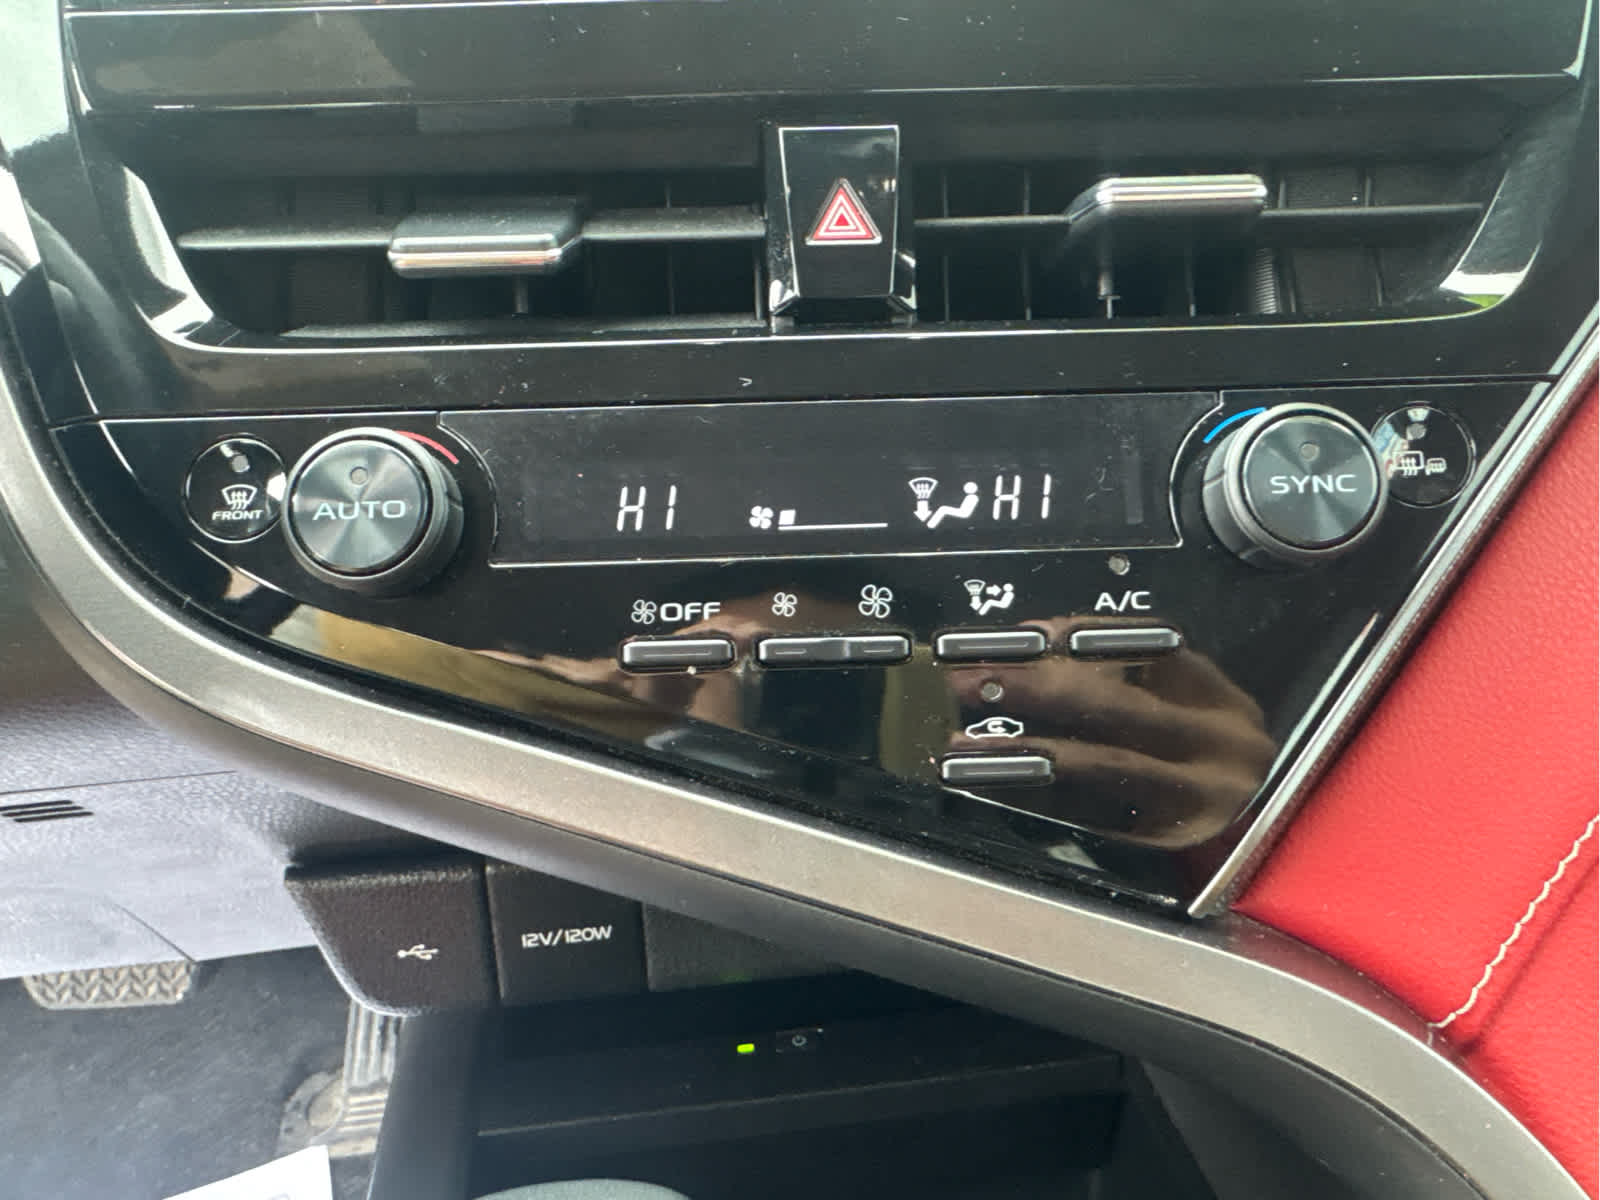 FRONT
AUTO
HI
HI
SYNC
OFF
A/C
12V/120W